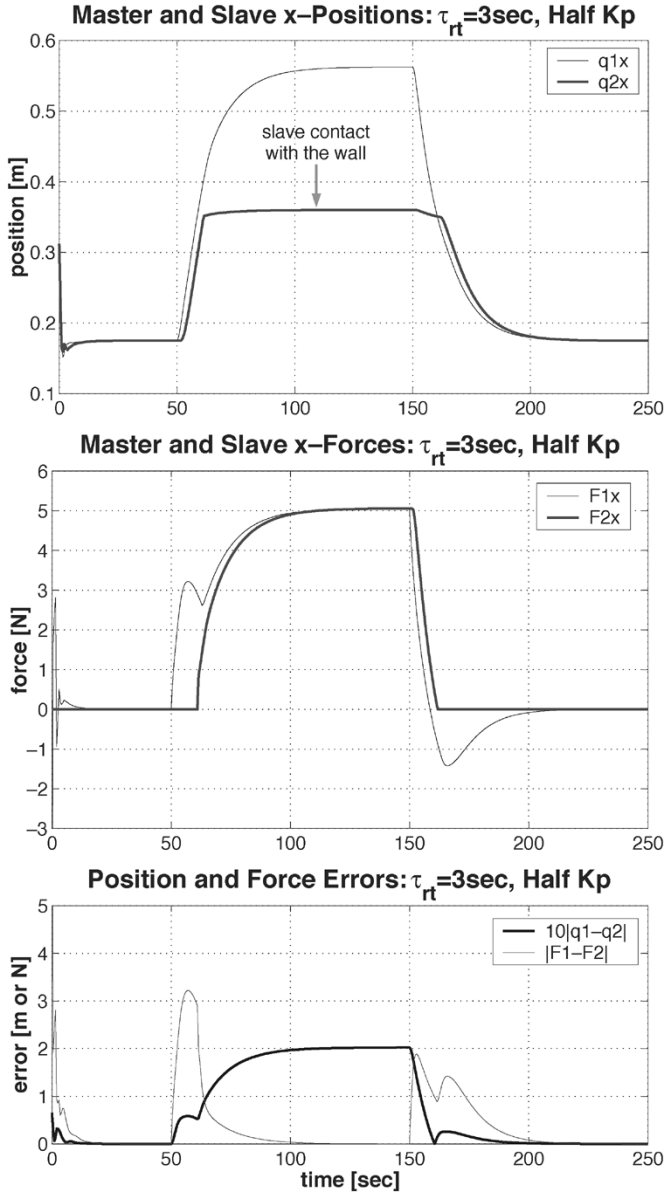 Master and Slave x–Positions: τrt=3sec, Half Kp
0.6
q1x
q2x
0.5
slave contact
with the wall
position [m]
0.4
0.3
0.2
0.1
0 50 100 150 200 250
Master and Slave x–Forces: τrt=3sec, Half Kp
6
F1x
F2x
5
4
3
force [N]
2
1
0
–1
–2
–3
0 50 100 150 200 250
Position and Force Errors: τrt=3sec, Half Kp
5
10|q1–q2|
|F1–F2|
4
3
error [m or N]
2
1
0
0 50 100 150 200 250
time [sec]